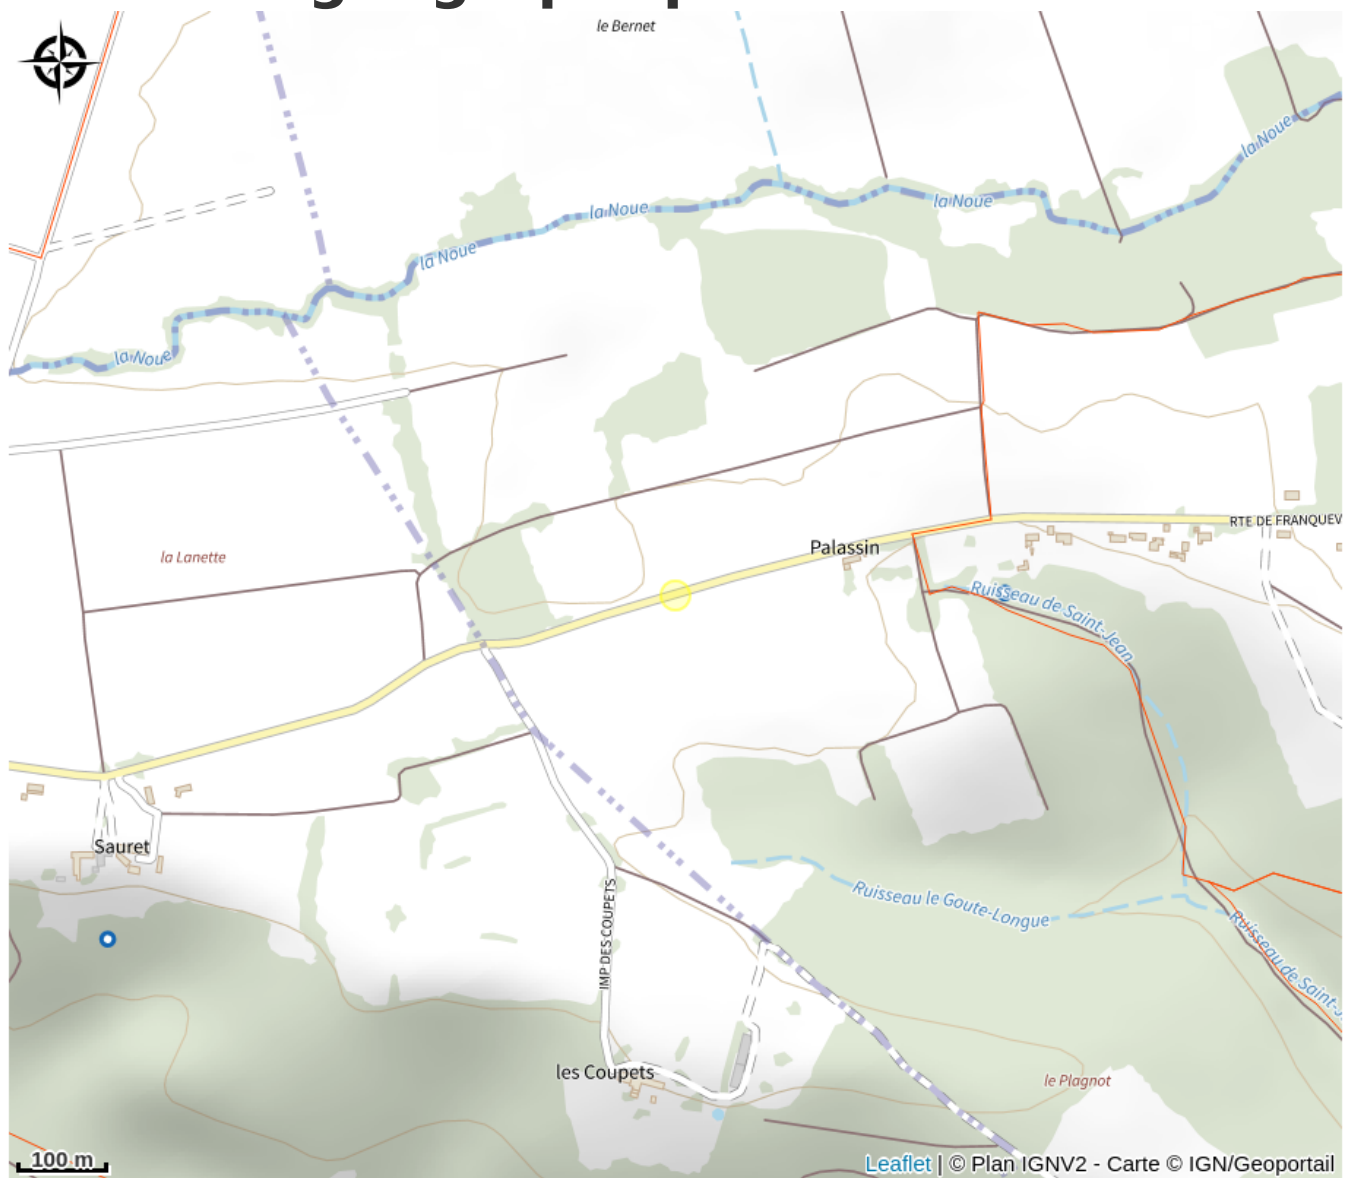 le Bernet
la Noue
la Noue
la Noue
la Noue
la Noue
la Lanette
Palassin
RTE DE FRANQUEV
Ruisseau de Saint-Jean
Sauret
IMP DES COUPETS
Ruisseau le Goute-Longue
Ruisseau de Saint-J
les Coupets
le Plagnot
100 m
Leaflet | © Plan IGNV2 - Carte © IGN/Geoportail